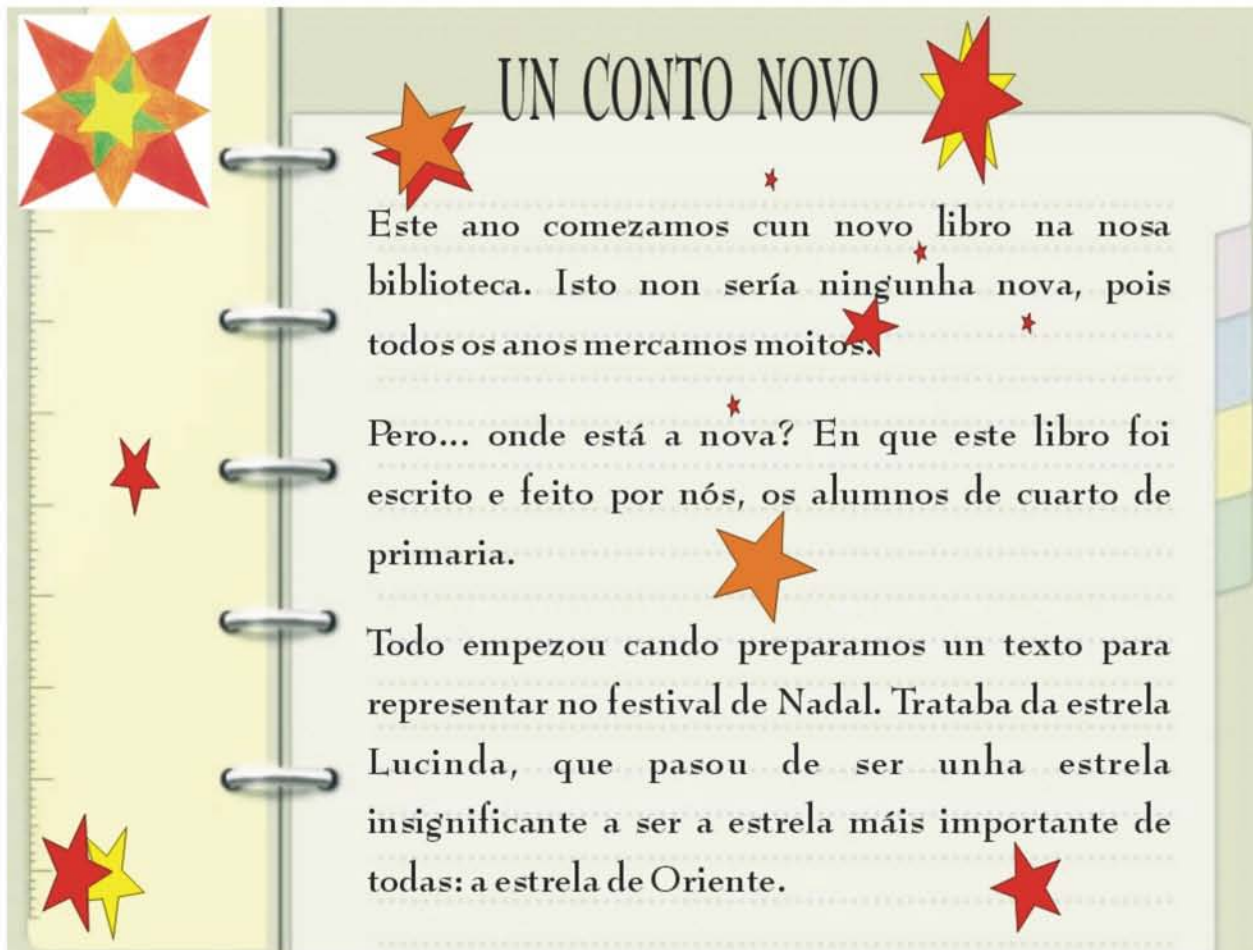 UN CONTO NOVO
Este ano comezamos cun novo libro na nosa
biblioteca. Isto non sería ningunha nova, pois
todos os anos mercamos moitos.
Pero... onde está a nova? En que este libro foi
escrito e feito por nós, os alumnos de cuarto de
primaria.
Todo empezou cando preparamos un texto para
representar no festival de Nadal. Trataba da estrela
Lucinda, que pasou de ser unha estrela
insignificante a ser a estrela máis importante de
todas: a estrela de Oriente.